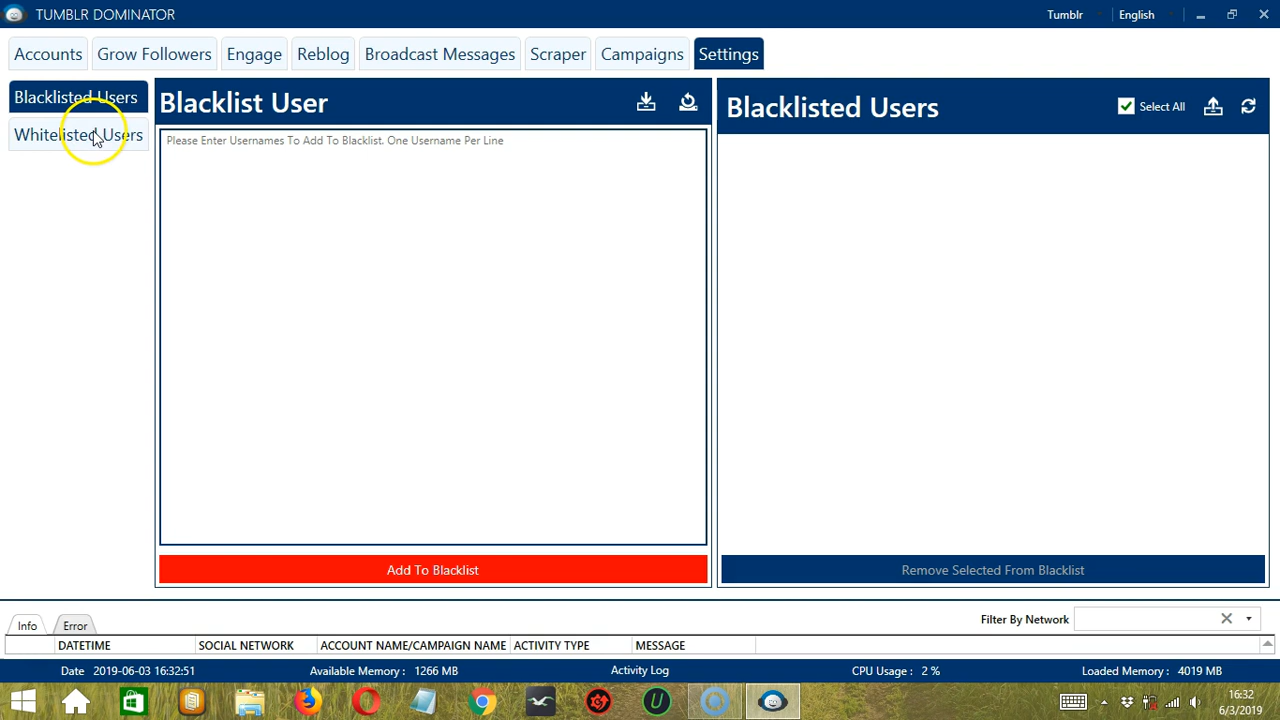 TUMBLR DOMINATOR
Tumblr
English
Accounts
Grow Followers
Engage
Reblog
Broadcast Messages
Scraper
Campaigns
Settings
Blacklisted Users
Whitelisted Users
Blacklist User
Please Enter Usernames To Add To Blacklist. One Username Per Line
Add To Blacklist
Blacklisted Users
Select All
Remove Selected From Blacklist
Info
Error
Filter By Network
DATETIME
SOCIAL NETWORK
ACCOUNT NAME/CAMPAIGN NAME
ACTIVITY TYPE
MESSAGE
Date 2019-06-03 16:32:51
Available Memory : 1266 MB
Activity Log
CPU Usage : 2 %
Loaded Memory : 4019 MB
16:32
6/3/2019